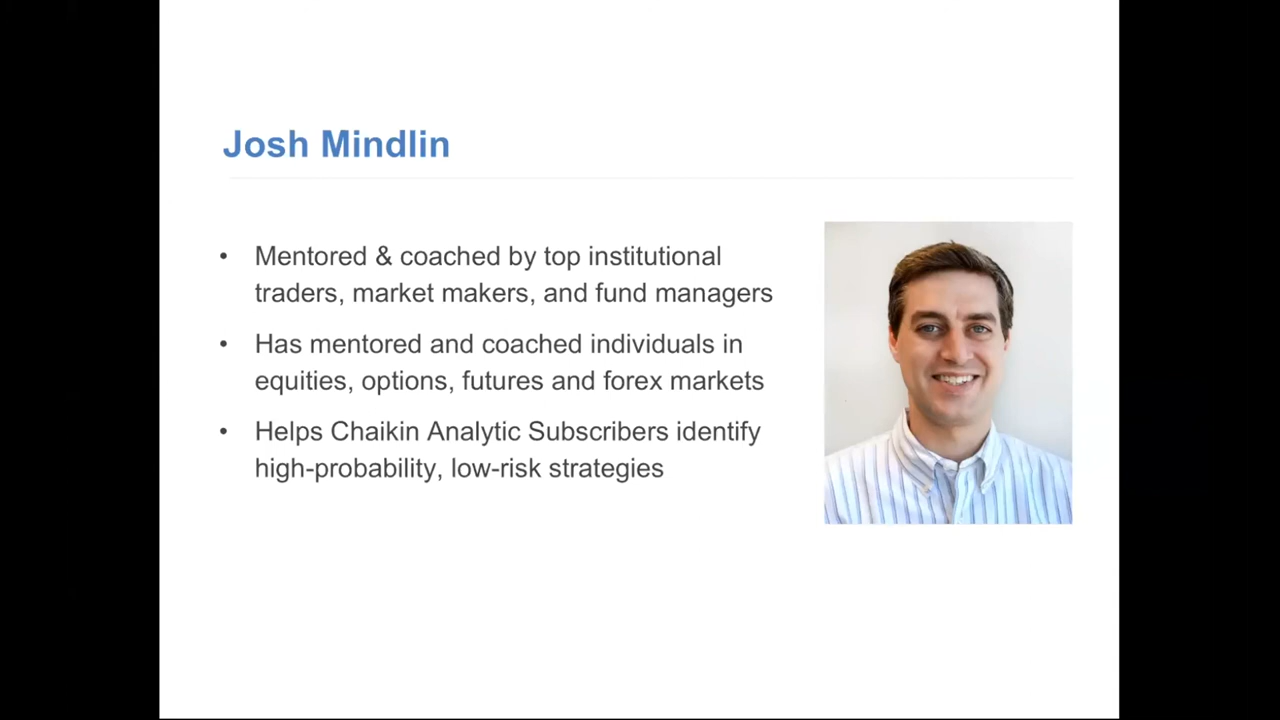 Josh Mindlin
• Mentored & coached by top institutional
traders, market makers, and fund managers
• Has mentored and coached individuals in
equities, options, futures and forex markets
• Helps Chaikin Analytic Subscribers identify
high-probability, low-risk strategies